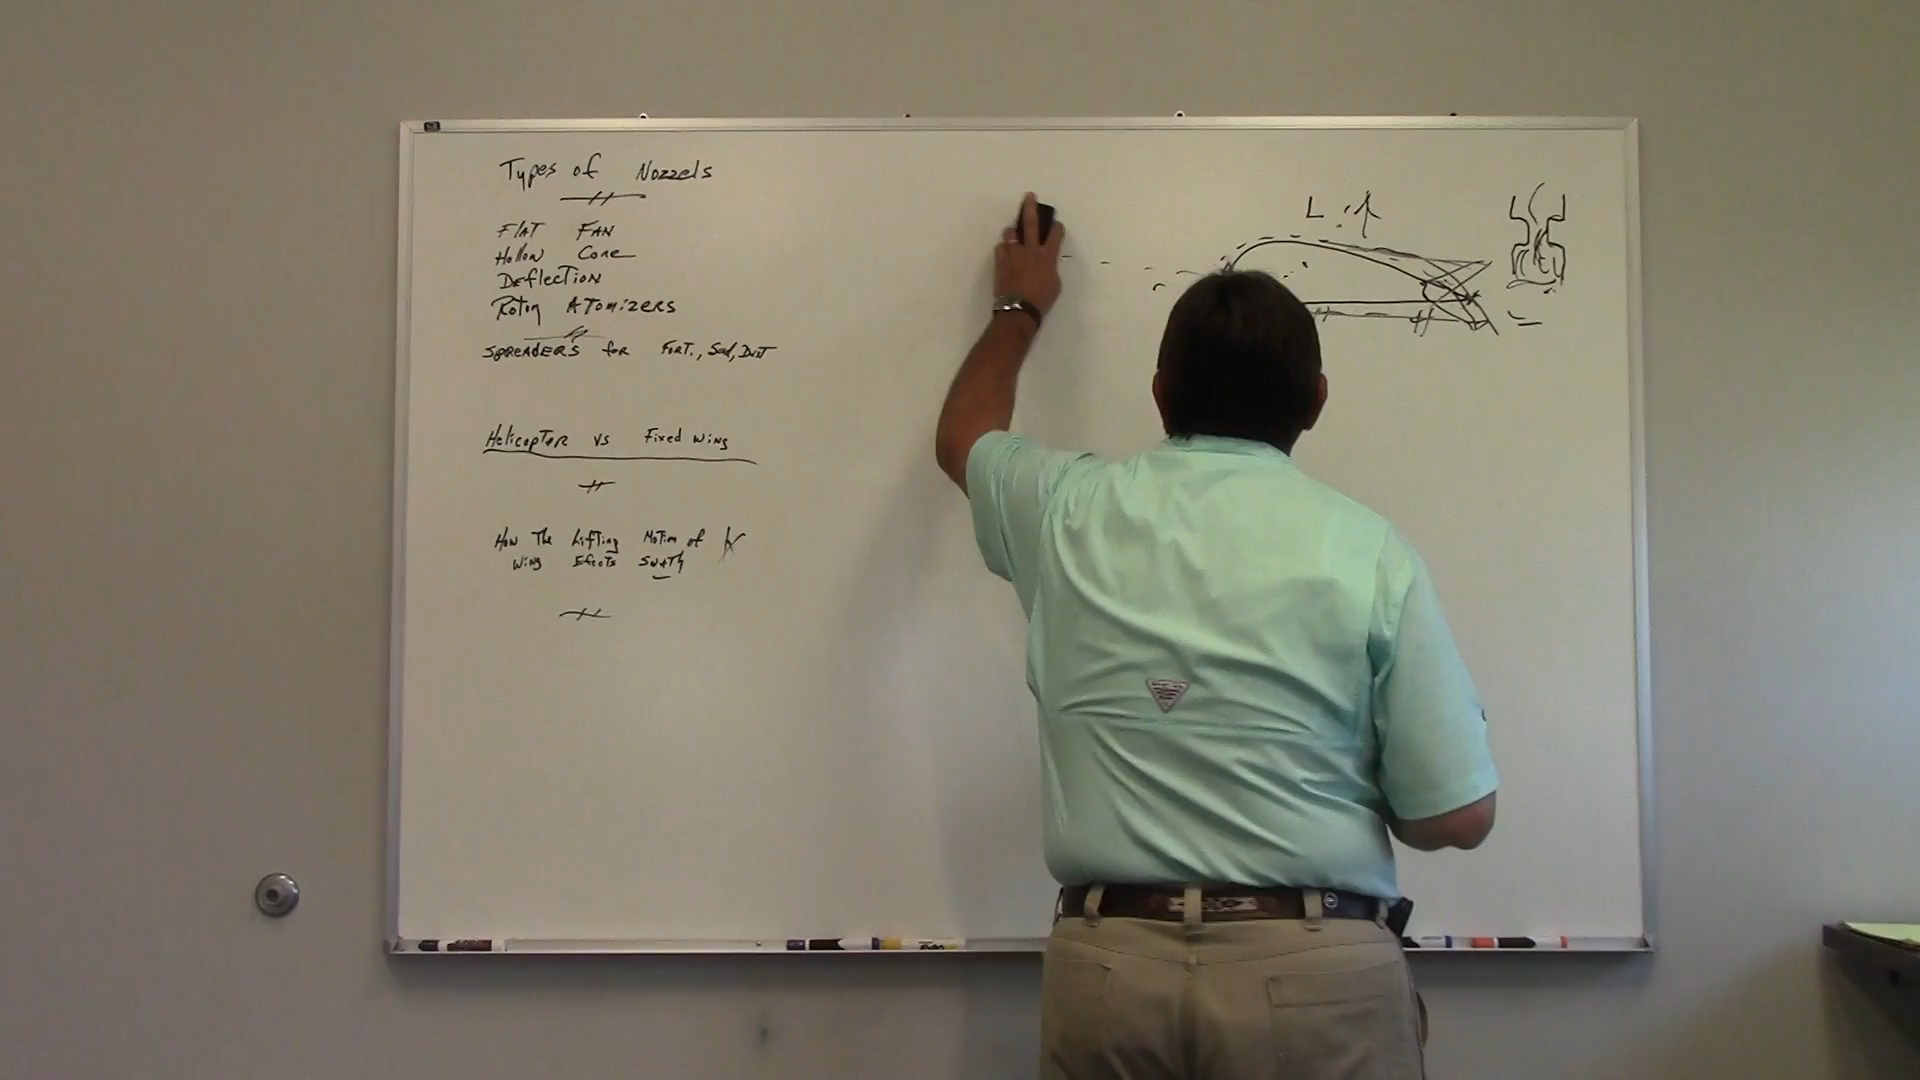 Types of Nozzels
Flat Fan
Hollow Cone
Deflection
Atomizers
Spreaders for Fert., Seed, Dust
Helicopter vs Fixed Wing
How The Lifting Motion of
Wing Effects Swath
L